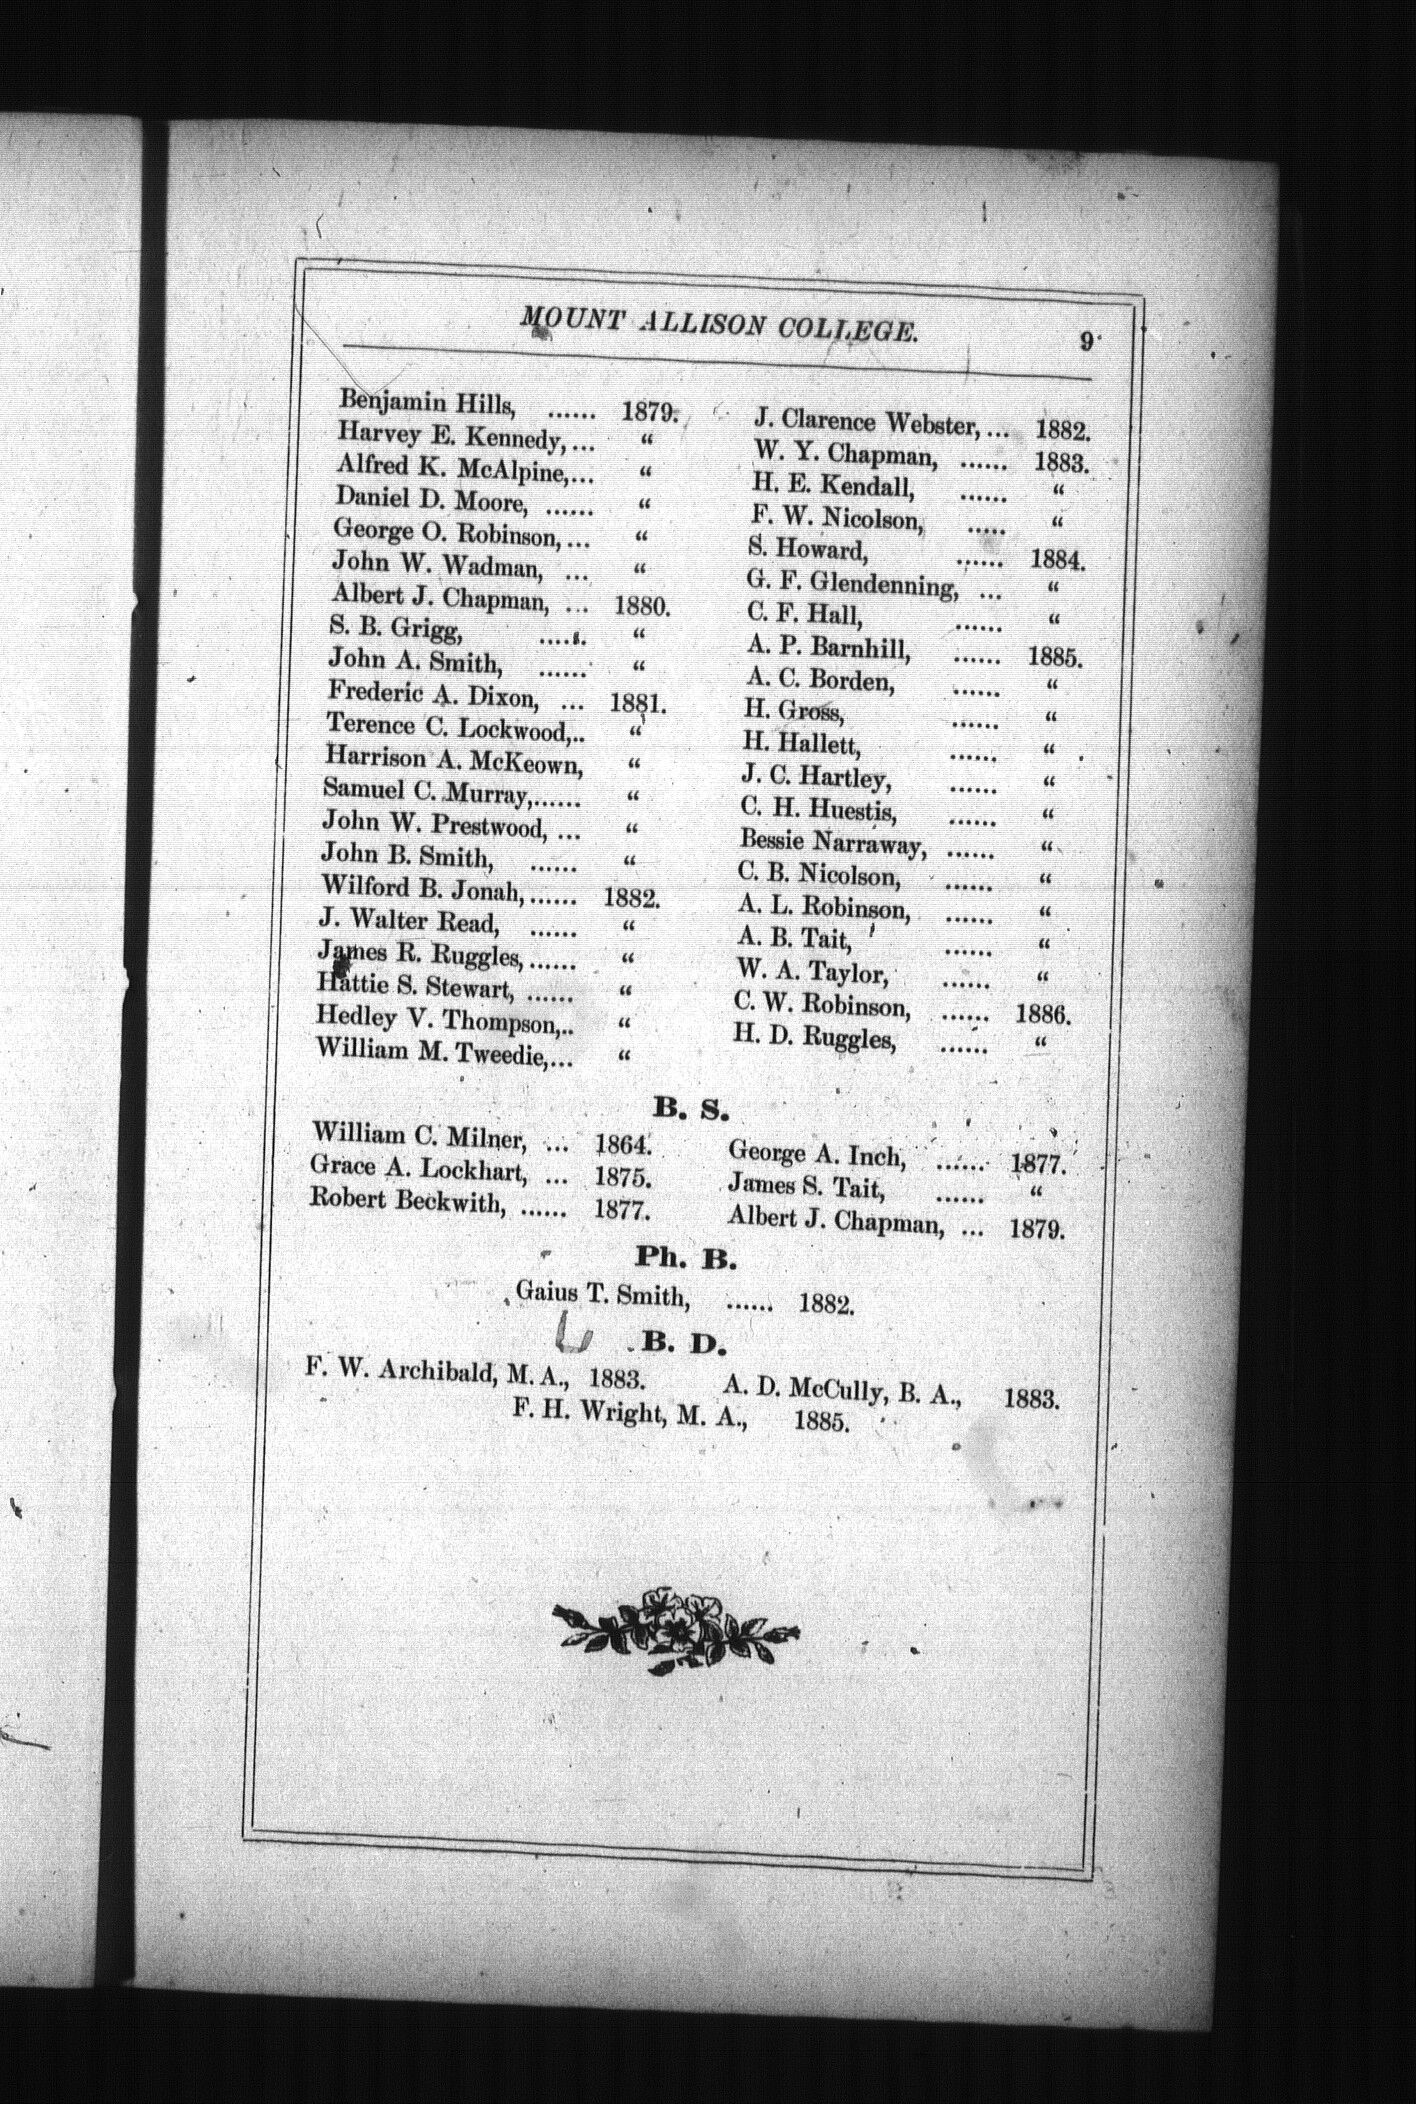 MOUNT ALLISON COLLEGE. 9
Benjamin Hills, ...... 1879.
Harvey E. Kennedy, ... “
Alfred K. McAlpine,... “
Daniel D. Moore, ...... “
George O. Robinson, ... “
John W. Wadman, ... “
Albert J. Chapman, ... 1880.
S. B. Grigg, ...... “
John A. Smith, ...... “
Frederic A. Dixon, ... 1881.
Terence C. Lockwood,.. “
Harrison A. McKeown, “
Samuel C. Murray,...... “
John W. Prestwood, ... “
John B. Smith, ...... “
Wilford B. Jonah,...... 1882.
J. Walter Read, ...... “
James R. Ruggles,...... “
Hattie S. Stewart, ...... “
Hedley V. Thompson,.. “
William M. Tweedie,... “
J. Clarence Webster, ... 1882.
W. Y. Chapman, ...... 1883.
H. E. Kendall, ...... “
F. W. Nicolson, ..... “
S. Howard, ...... 1884.
G. F. Glendenning, ... “
C. F. Hall, ...... “
A. P. Barnhill, ...... 1885.
A. C. Borden, ...... “
H. Gross, ...... “
H. Hallett, ...... “
J. C. Hartley, ...... “
C. H. Huestis, ...... “
Bessie Narraway, ...... “
C. B. Nicolson, ...... “
A. L. Robinson, ...... “
A. B. Tait, ...... “
W. A. Taylor, ...... “
C. W. Robinson, ...... 1886.
H. D. Ruggles, ...... “
B. S.
William C. Milner, ... 1864.
Grace A. Lockhart, ... 1875.
Robert Beckwith, ...... 1877.
George A. Inch, ...... 1877.
James S. Tait, ...... “
Albert J. Chapman, ... 1879.
Ph. B.
Gaius T. Smith, ...... 1882.
B. D.
F. W. Archibald, M. A., 1883. A. D. McCully, B. A., 1883.
F. H. Wright, M. A., 1885.